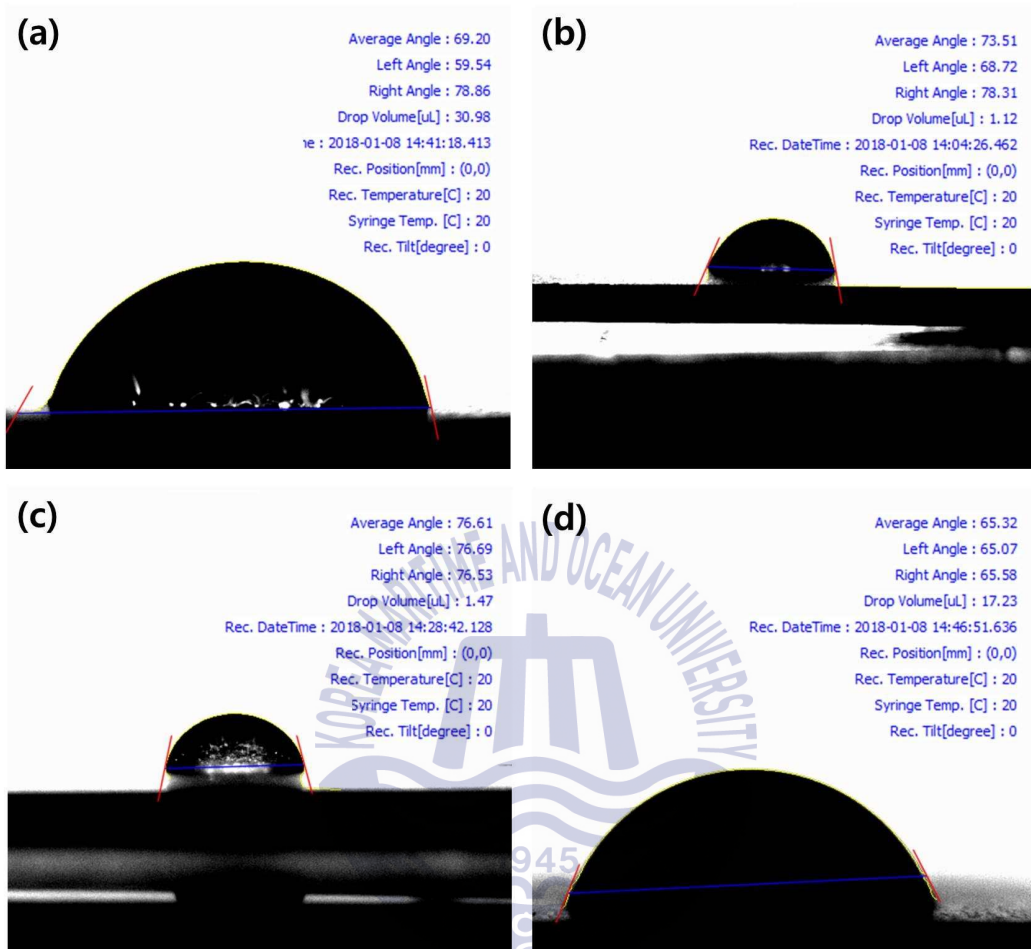 (a)
Average Angle : 69.20
Left Angle : 59.54
Right Angle : 78.86
Drop Volume[uL] : 30.98
ne : 2018-01-08 14:41:18.413
Rec. Position[mm] : (0,0)
Rec. Temperature[C] : 20
Syringe Temp. [C] : 20
Rec. Tilt[degree] : 0
(b)
Average Angle : 73.51
Left Angle : 68.72
Right Angle : 78.31
Drop Volume[uL] : 1.12
Rec. DateTime : 2018-01-08 14:04:26.462
Rec. Position[mm] : (0,0)
Rec. Temperature[C] : 20
Syringe Temp. [C] : 20
Rec. Tilt[degree] : 0
(c)
Average Angle : 76.61
Left Angle : 76.69
Right Angle : 76.53
Drop Volume[uL] : 1.47
Rec. DateTime : 2018-01-08 14:28:42.128
Rec. Position[mm] : (0,0)
Rec. Temperature[C] : 20
Syringe Temp. [C] : 20
Rec. Tilt[degree] : 0
(d)
Average Angle : 65.32
Left Angle : 65.07
Right Angle : 65.58
Drop Volume[uL] : 17.23
Rec. DateTime : 2018-01-08 14:46:51.636
Rec. Position[mm] : (0,0)
Rec. Temperature[C] : 20
Syringe Temp. [C] : 20
Rec. Tilt[degree] : 0
KOREA MARITIME AND OCEAN UNIVERSITY
1945